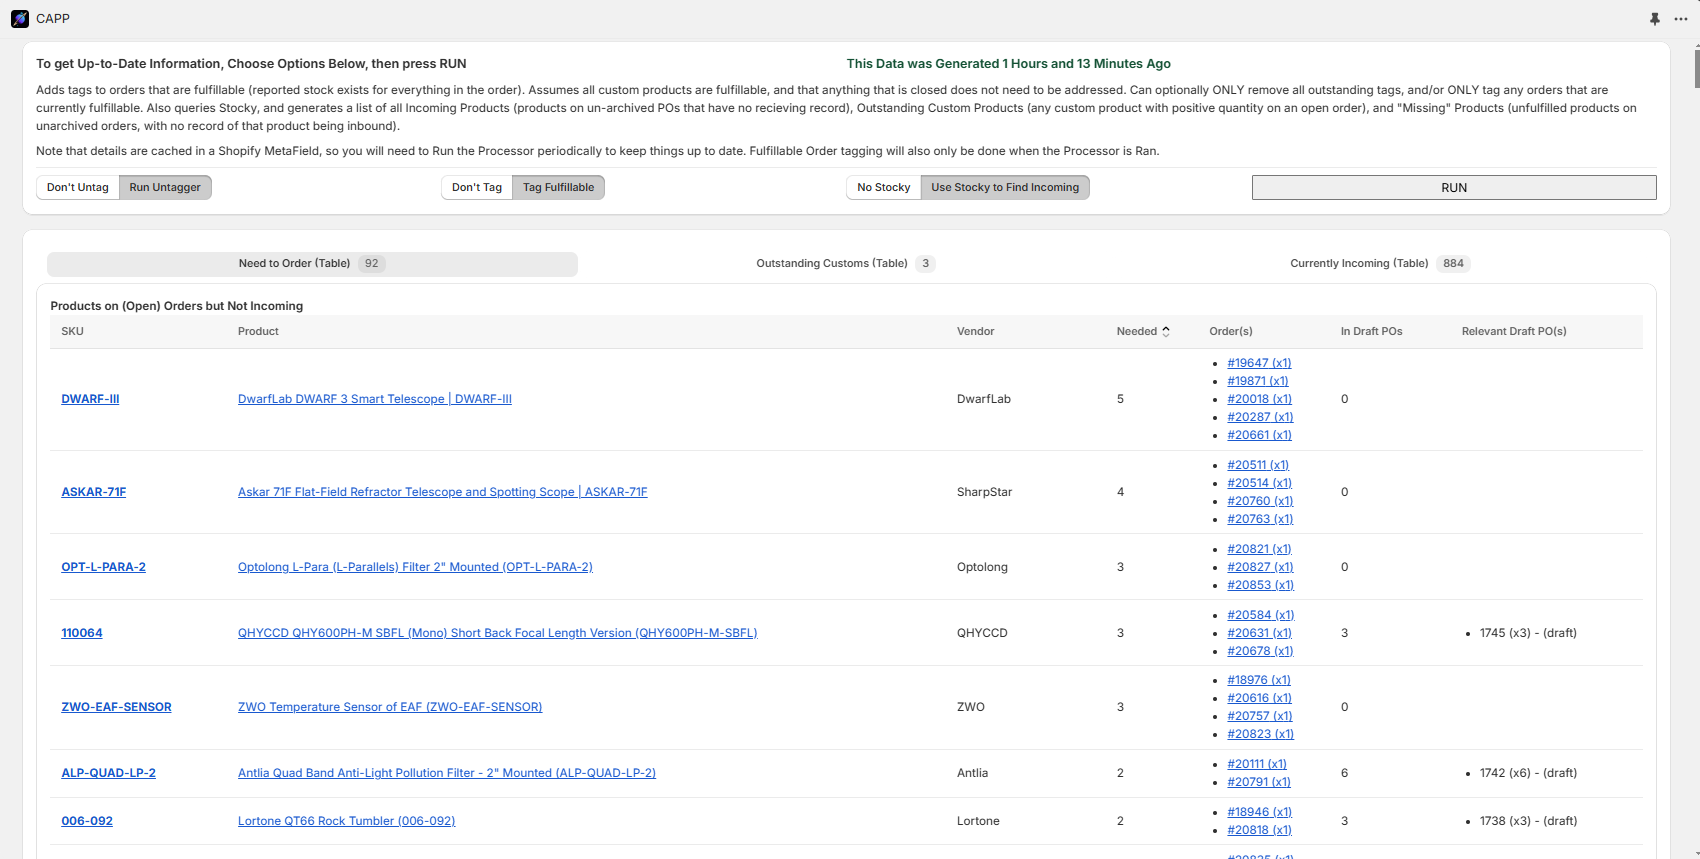 CAPP
To get Up-to-Date Information, Choose Options Below, then press RUN
This Data was Generated 1 Hours and 13 Minutes Ago
Adds tags to orders that are fulfillable (reported stock exists for everything in the order). Assumes all custom products are fulfillable, and that anything that is closed does not need to be addressed. Can optionally ONLY remove all outstanding tags, and/or ONLY tag any orders that are
currently fulfillable. Also queries Stocky, and generates a list of all Incoming Products (products on un-archived POs that have no recieving record), Outstanding Custom Products (any custom product with positive quantity on an open order), and "Missing" Products (unfulfilled products on
unarchived orders, with no record of that product being inbound).
Note that details are cached in a Shopify MetaField, so you will need to Run the Processor periodically to keep things up to date. Fulfillable Order tagging will also only be done when the Processor is Ran.
Don't Untag Run Untagger Don't Tag Tag Fulfillable No Stocky Use Stocky to Find Incoming RUN
Need to Order (Table) 92 Outstanding Customs (Table) 3 Currently Incoming (Table) 884
Products on (Open) Orders but Not Incoming
SKU Product Vendor Needed Order(s) In Draft POs Relevant Draft PO(s)
DWARF-III DwarfLab DWARF 3 Smart Telescope | DWARF-III DwarfLab 5
#19647 (x1)
#19871 (x1)
#20018 (x1)
#20287 (x1)
#20661 (x1)
0
ASKAR-71F Askar 71F Flat-Field Refractor Telescope and Spotting Scope | ASKAR-71F SharpStar 4
#20511 (x1)
#20514 (x1)
#20760 (x1)
#20763 (x1)
0
OPT-L-PARA-2 Optolong L-Para (L-Parallels) Filter 2" Mounted (OPT-L-PARA-2) Optolong 3
#20821 (x1)
#20827 (x1)
#20853 (x1)
0
110064 QHYCCD QHY600PH-M SBFL (Mono) Short Back Focal Length Version (QHY600PH-M-SBFL) QHYCCD 3
#20584 (x1)
#20631 (x1)
#20678 (x1)
3 1745 (x3) - (draft)
ZWO-EAF-SENSOR ZWO Temperature Sensor of EAF (ZWO-EAF-SENSOR) ZWO 3
#18976 (x1)
#20616 (x1)
#20757 (x1)
#20823 (x1)
0
ALP-QUAD-LP-2 Antlia Quad Band Anti-Light Pollution Filter - 2" Mounted (ALP-QUAD-LP-2) Antlia 2
#20111 (x1)
#20791 (x1)
6 1742 (x6) - (draft)
006-092 Lortone QT66 Rock Tumbler (006-092) Lortone 2
#18946 (x1)
#20818 (x1)
3 1738 (x3) - (draft)